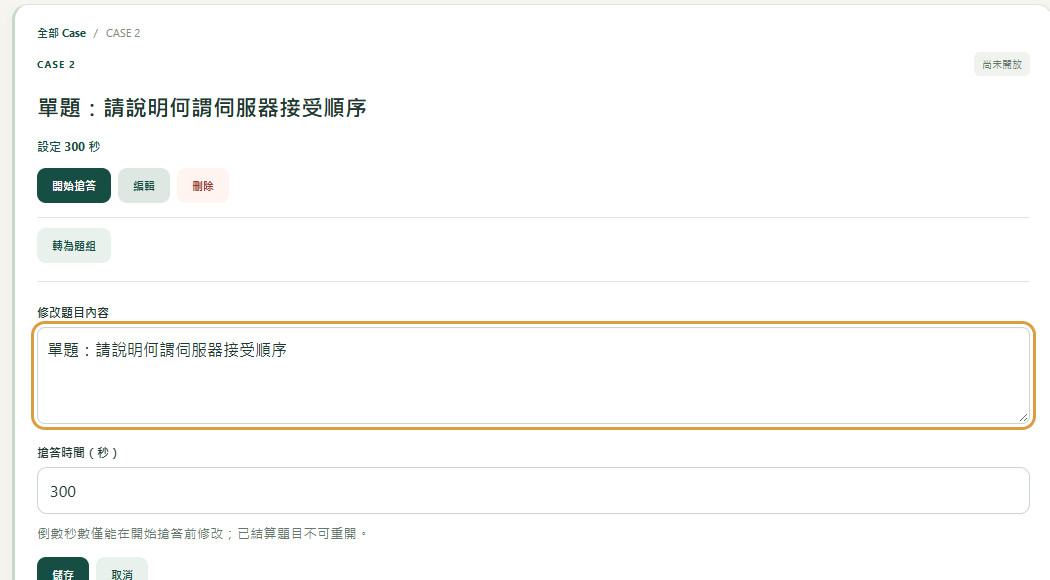 全部 Case / CASE 2
CASE 2
尚未開放
單題：請說明何謂伺服器接受順序
設定 300 秒
開始搶答 編輯 刪除
轉為題組
修改題目內容
單題：請說明何謂伺服器接受順序
搶答時間（秒）
300
倒數秒數僅能在開始搶答前修改；已結算題目不可重開。
儲存 取消